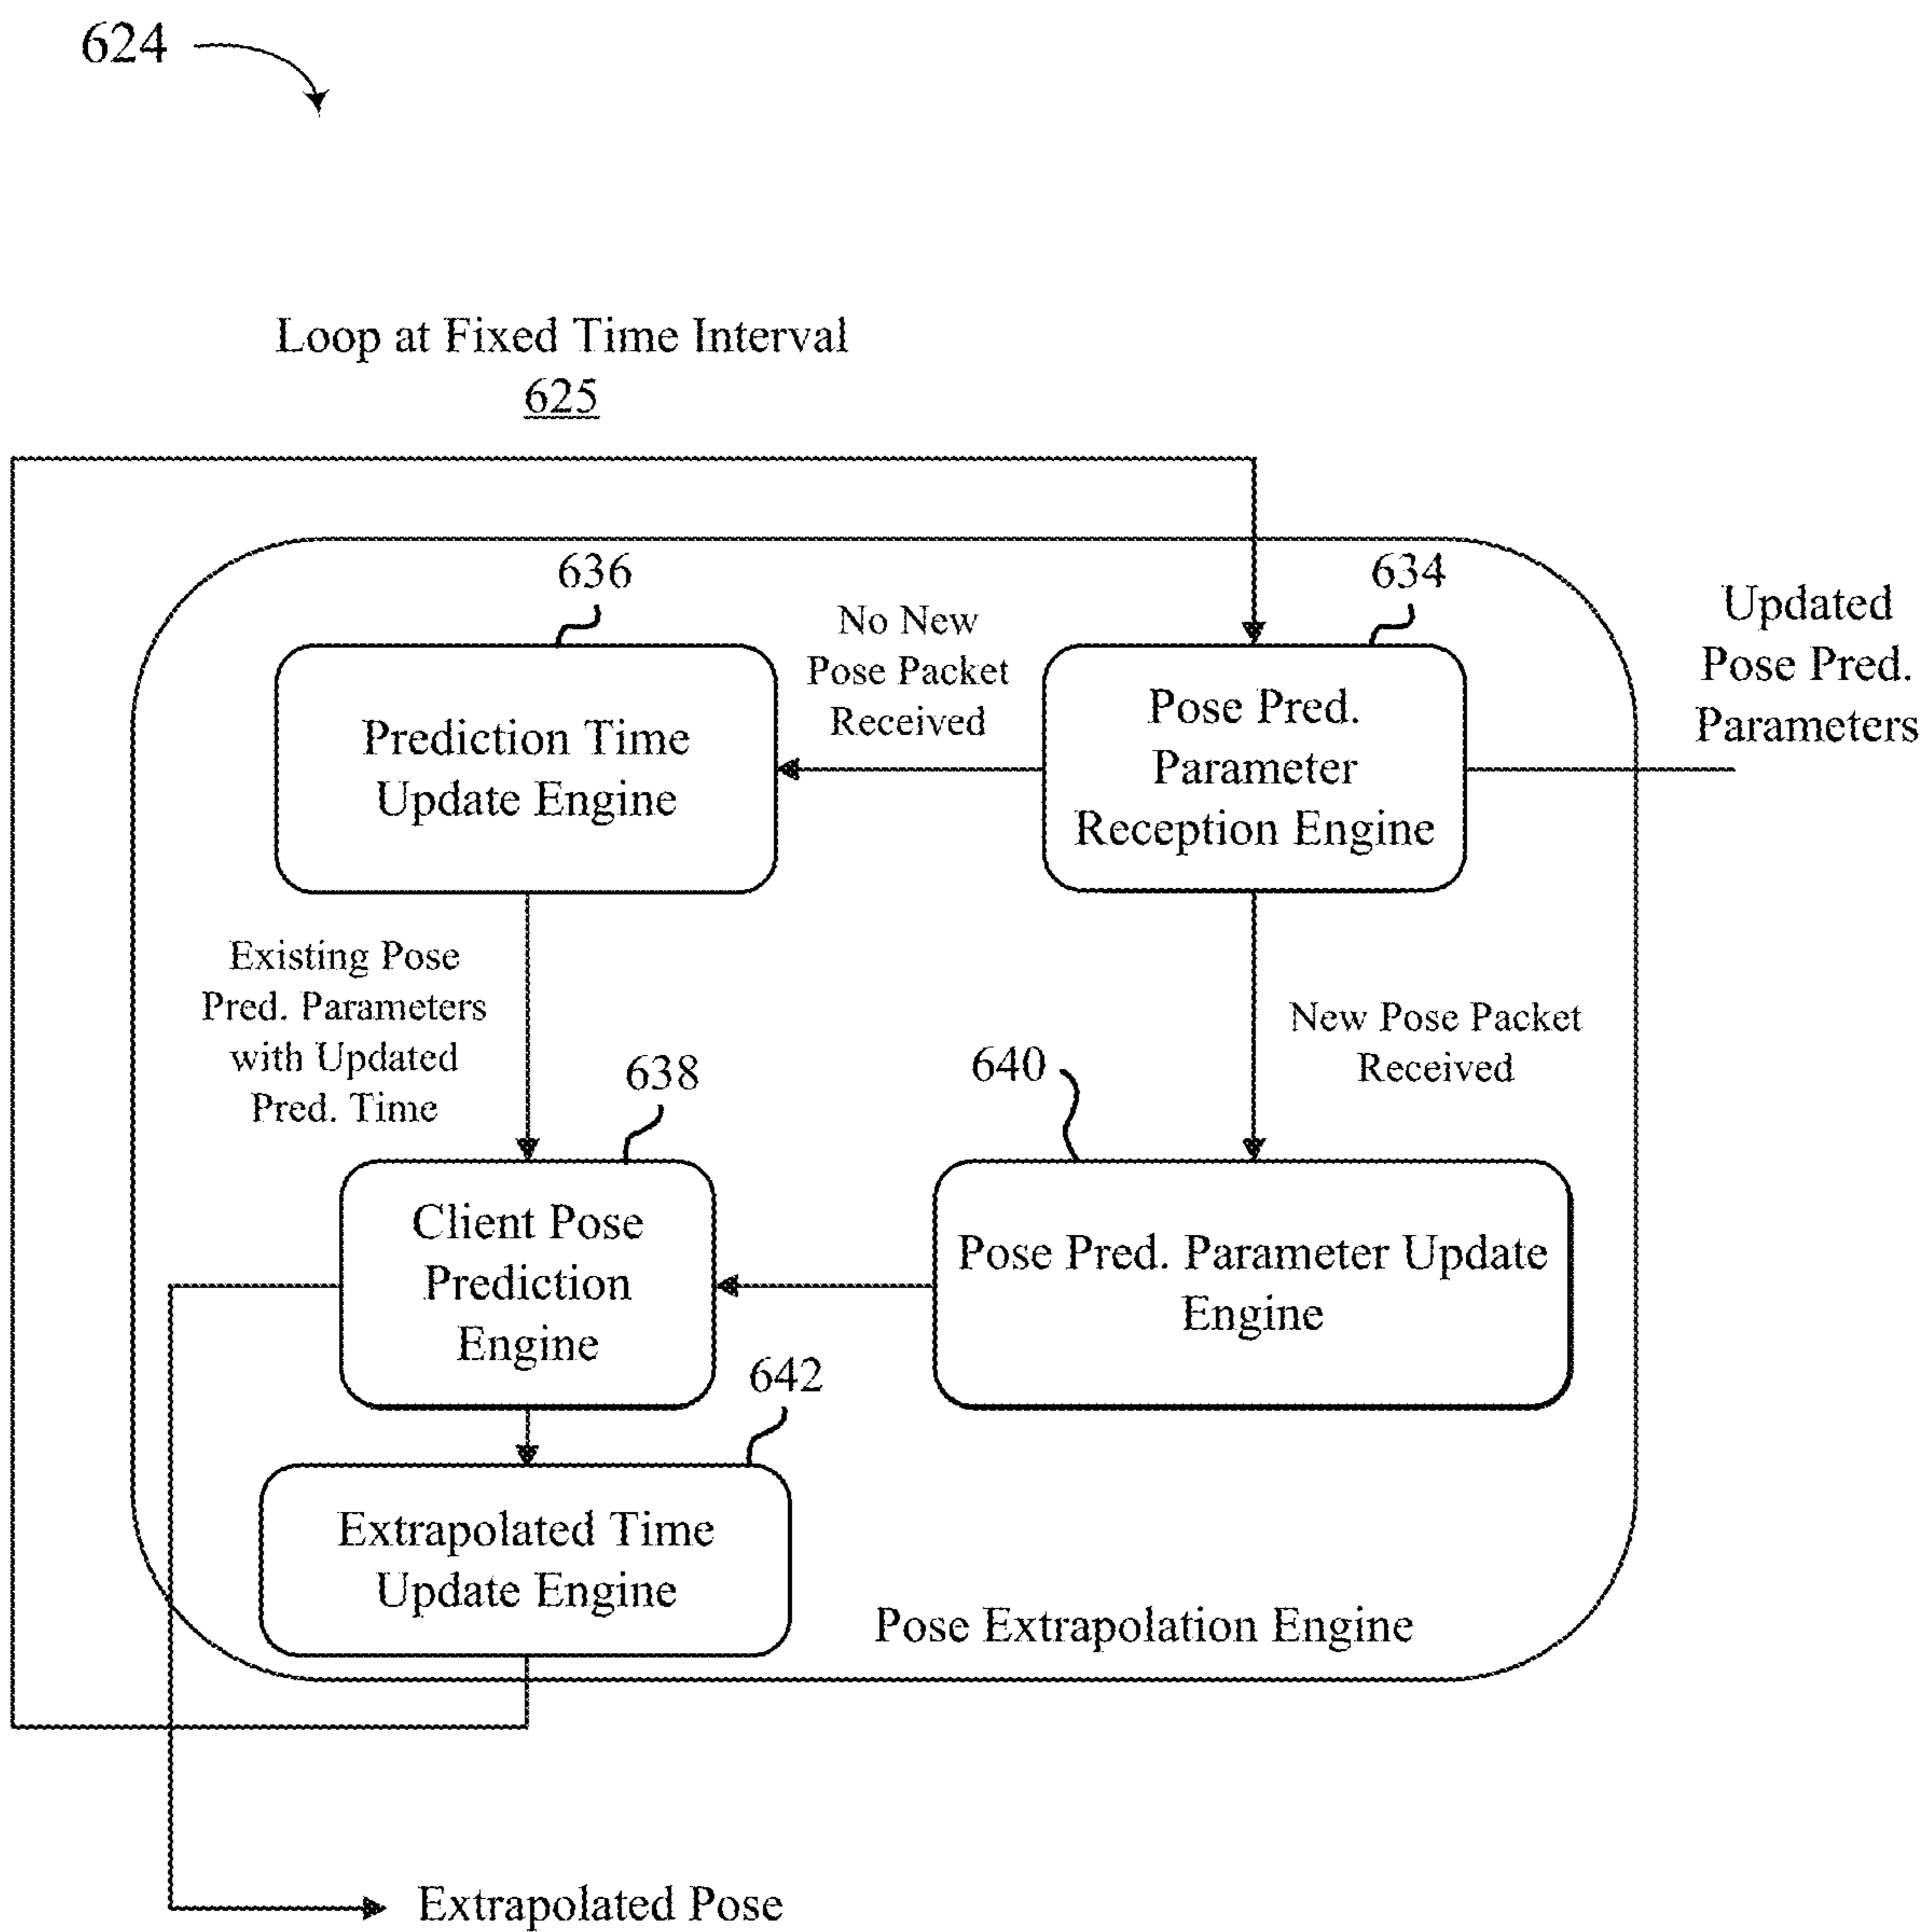 624
Loop at Fixed Time Interval
625
636
634
No New
Pose Packet
Received
Updated
Pose Pred.
Parameters
Prediction Time
Update Engine
Pose Pred.
Parameter
Reception Engine
Existing Pose
Pred. Parameters
with Updated
Pred. Time
New Pose Packet
Received
638
640
Client Pose
Prediction
Engine
Pose Pred. Parameter Update
Engine
642
Extrapolated Time
Update Engine
Pose Extrapolation Engine
Extrapolated Pose